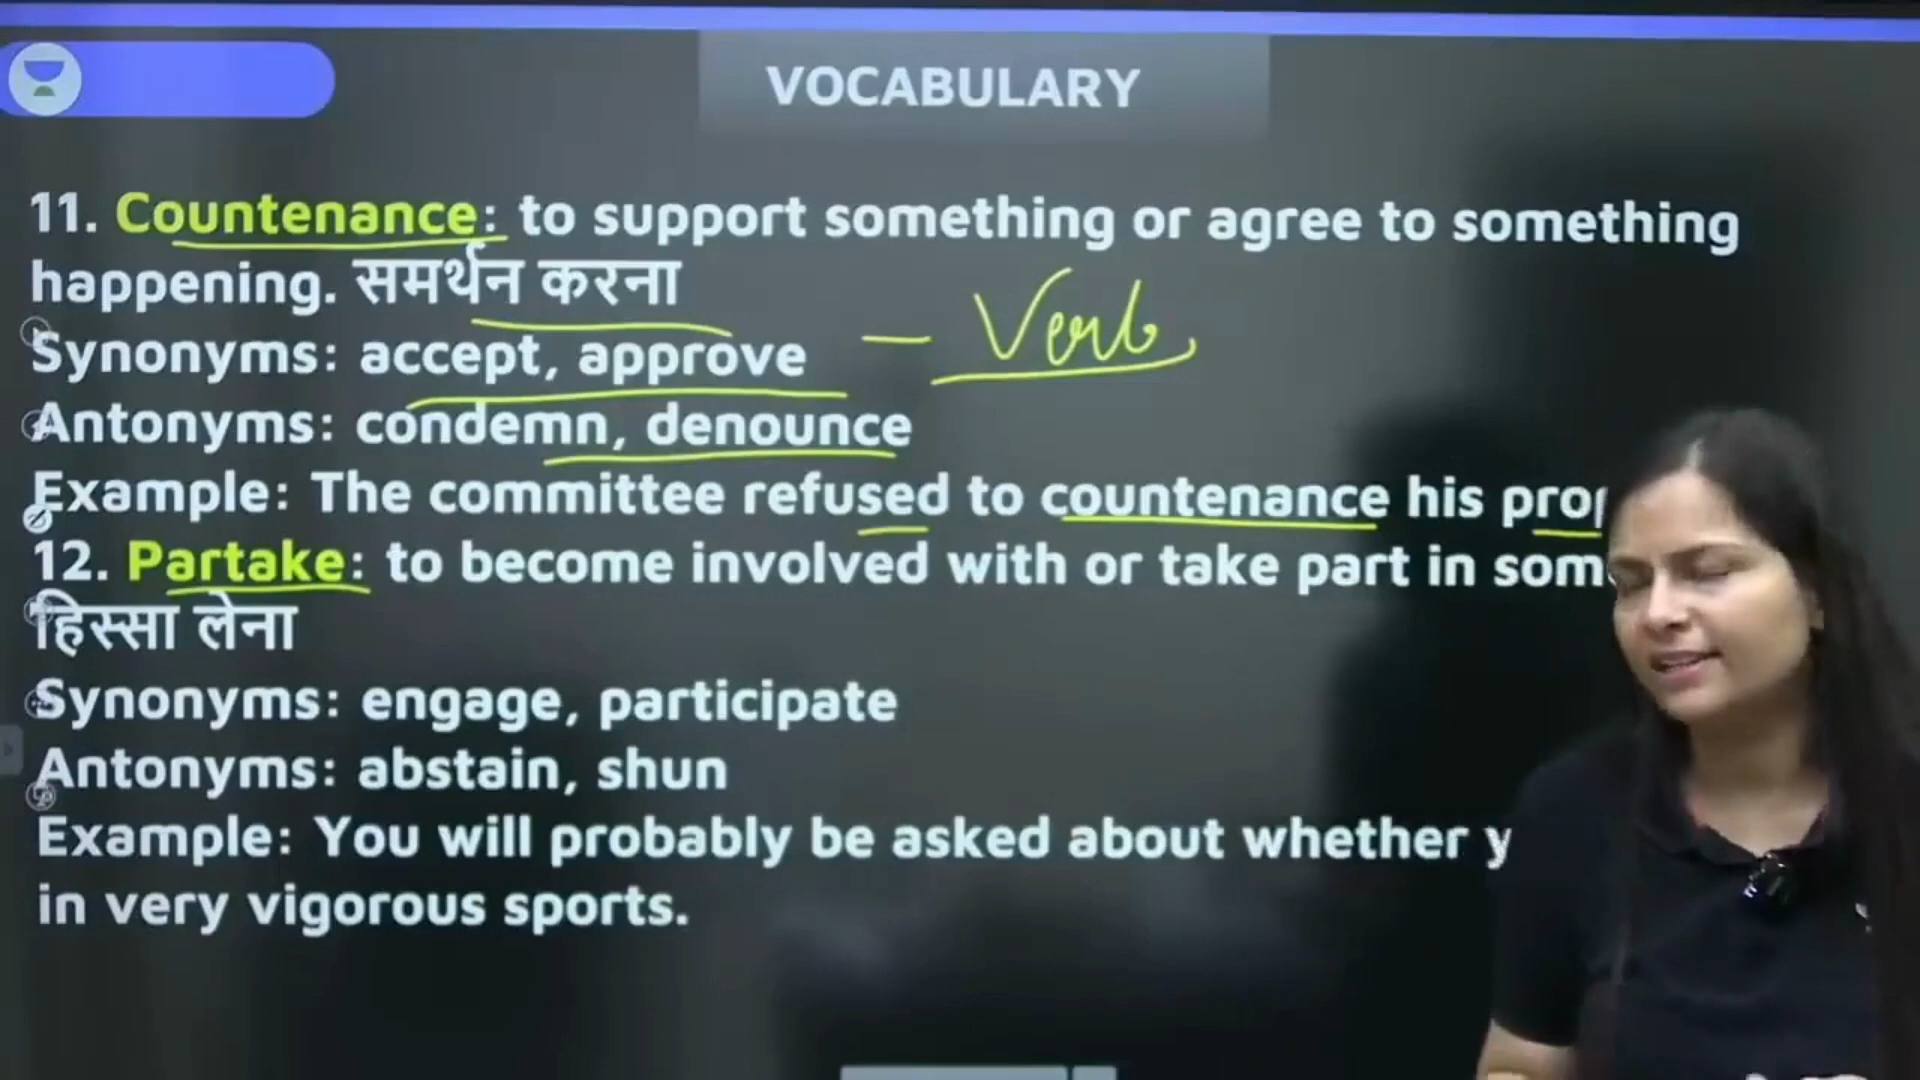 VOCABULARY
11. Countenance: to support something or agree to something
happening. समर्थन करना
Synonyms: accept, approve — Verb
Antonyms: condemn, denounce
Example: The committee refused to countenance his
12. Partake: to become involved with or take part in
हिस्सा लेना
Synonyms: engage, participate
Antonyms: abstain, shun
Example: You will probably be asked about whether
in very vigorous sports.